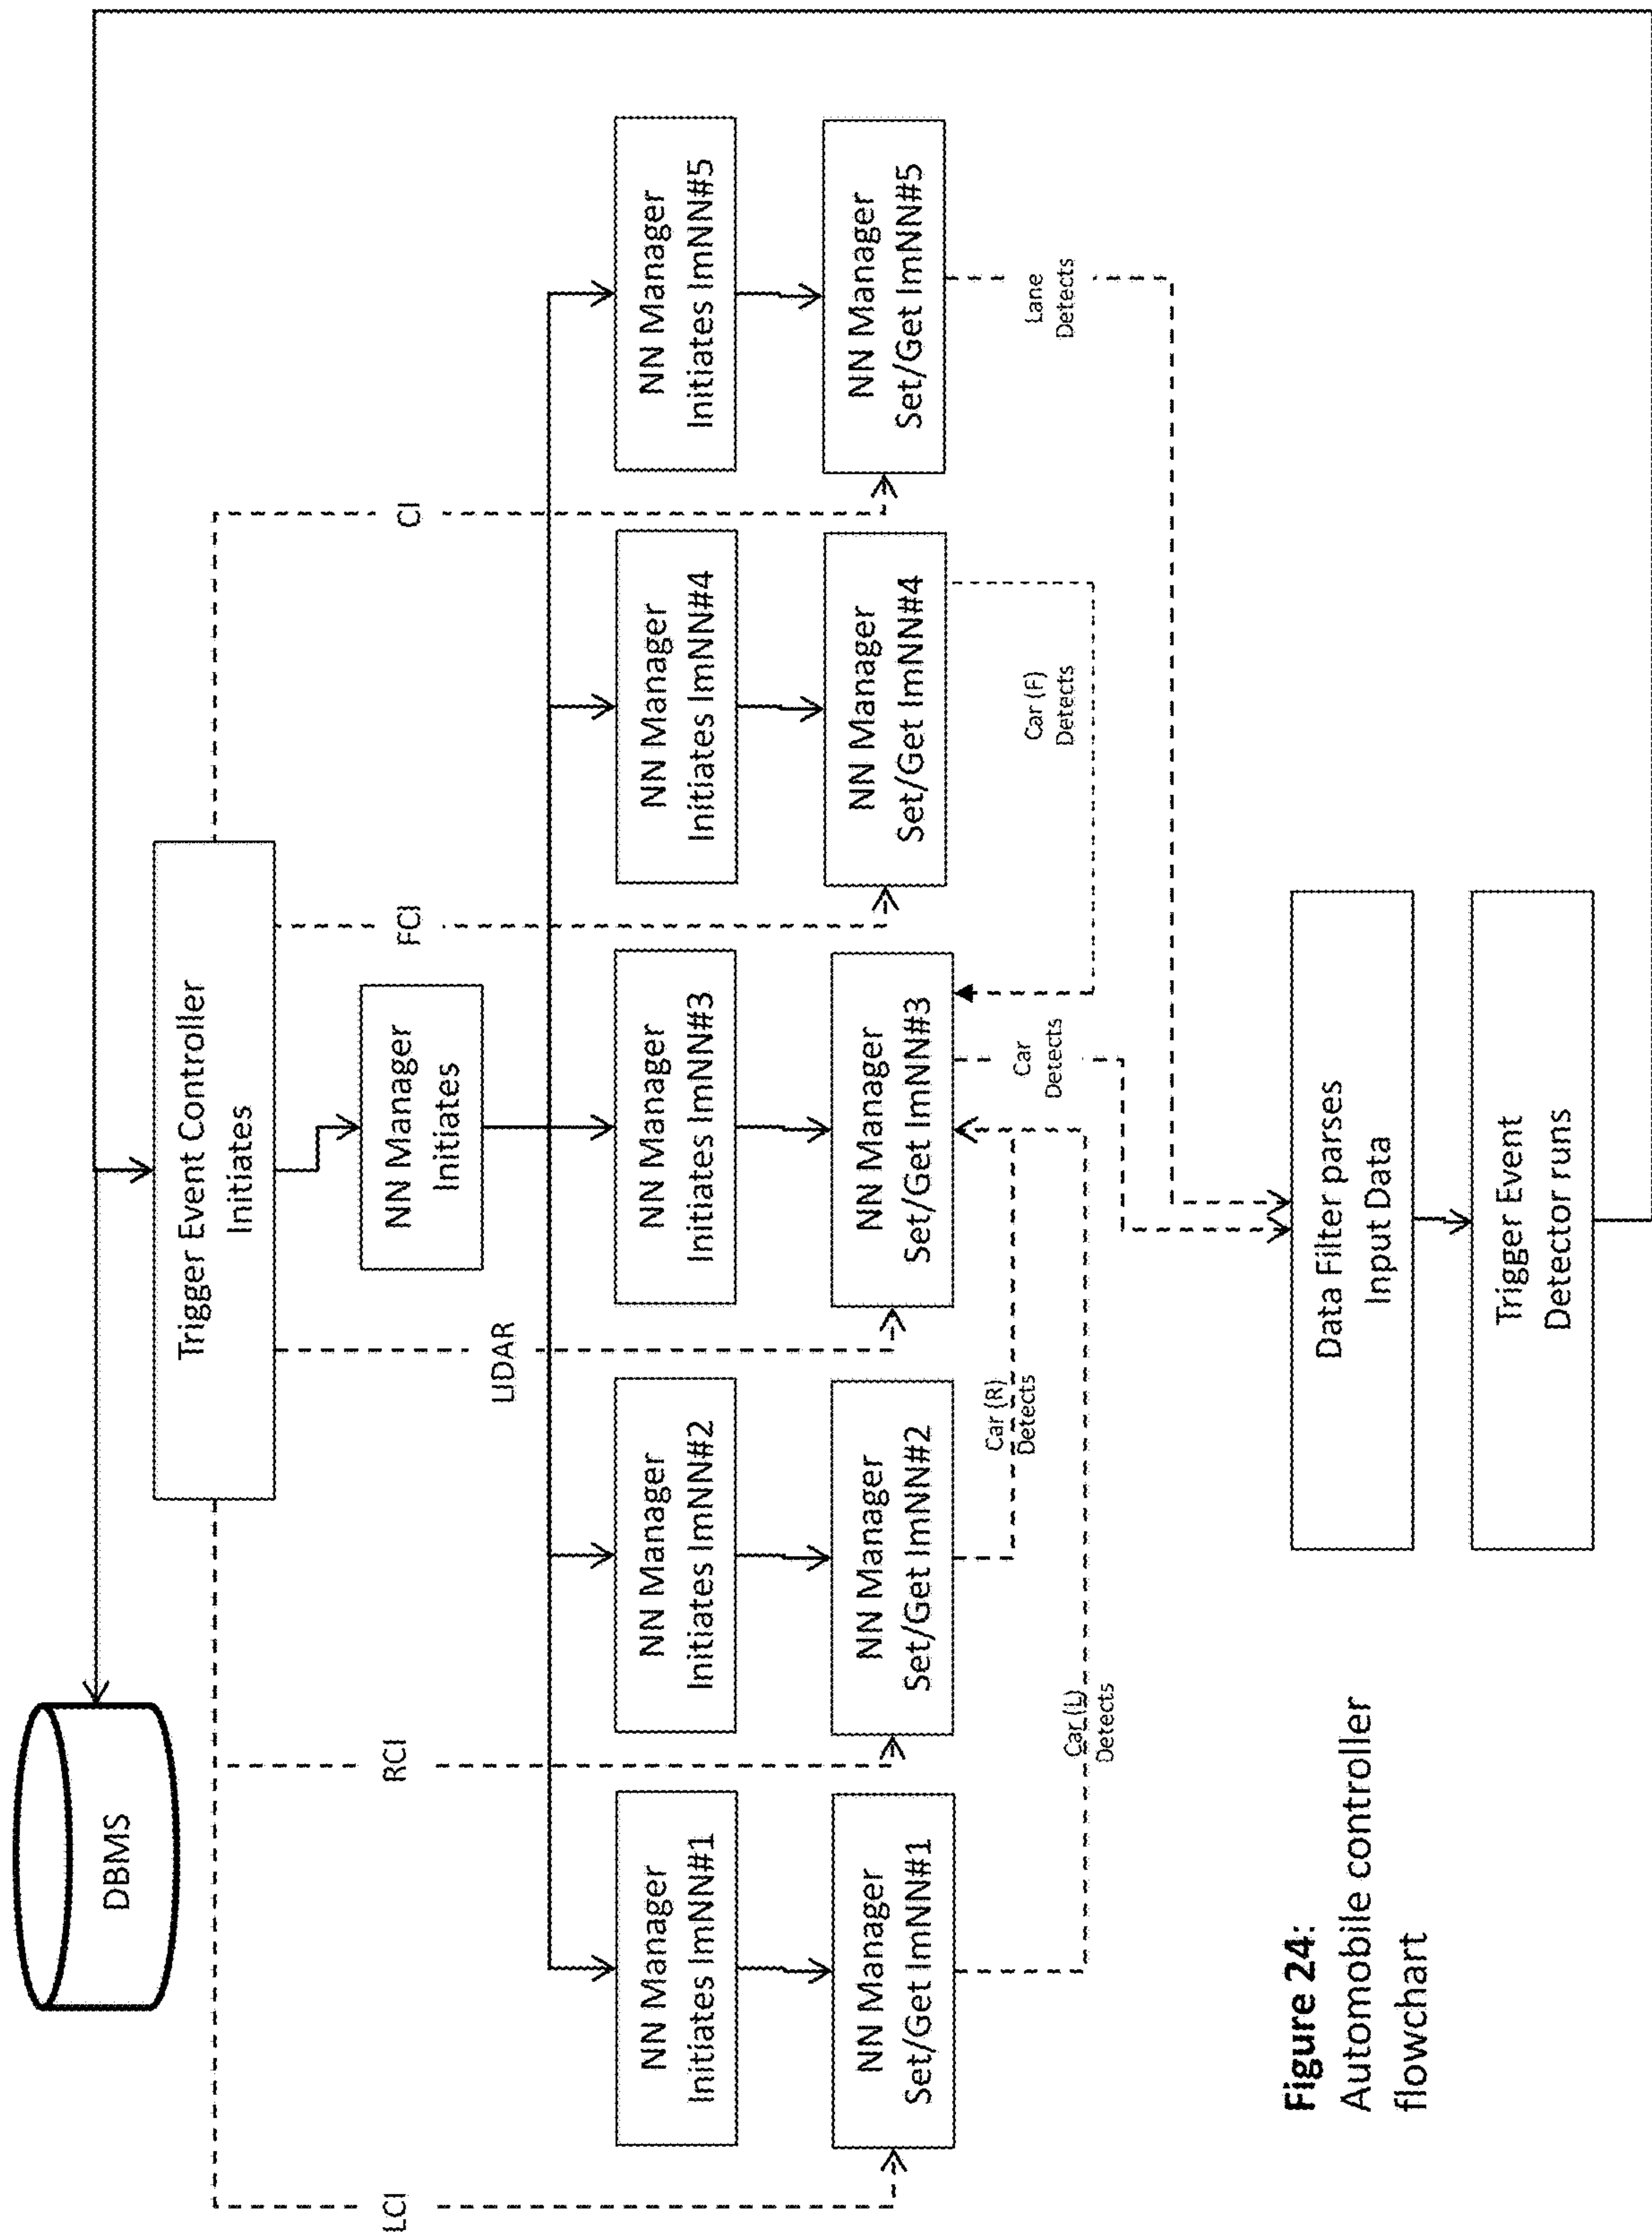 DBMS
Trigger Event Controller
Initiates
NN Manager
Initiates
LCI
RCI
LIDAR
FCI
CI
NN Manager
Initiates ImNN#1
NN Manager
Initiates ImNN#2
NN Manager
Initiates ImNN#3
NN Manager
Initiates ImNN#4
NN Manager
Initiates ImNN#5
NN Manager
Set/Get ImNN#1
NN Manager
Set/Get ImNN#2
NN Manager
Set/Get ImNN#3
NN Manager
Set/Get ImNN#4
NN Manager
Set/Get ImNN#5
Car (L)
Detects
Car (R)
Detects
Car
Detects
Car (F)
Detects
Lane
Detects
Data Filter parses
Input Data
Trigger Event
Detector runs
Figure 24:
Automobile controller
flowchart